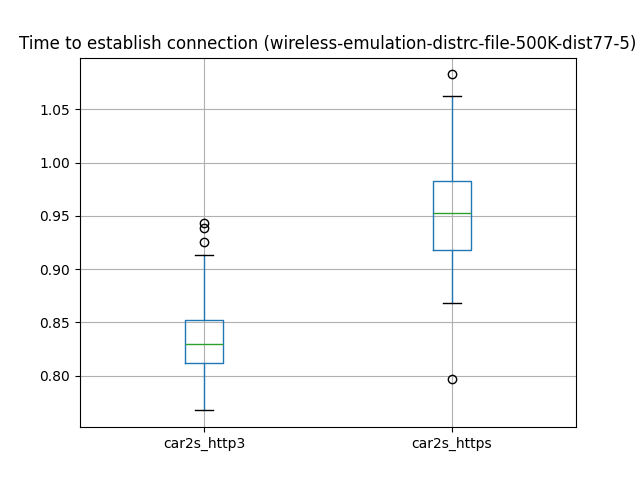 Time to establish connection (wireless-emulation-distrc-file-500K-dist77-5)
1.05
1.00
0.95
0.90
0.85
0.80
car2s_http3
car2s_https